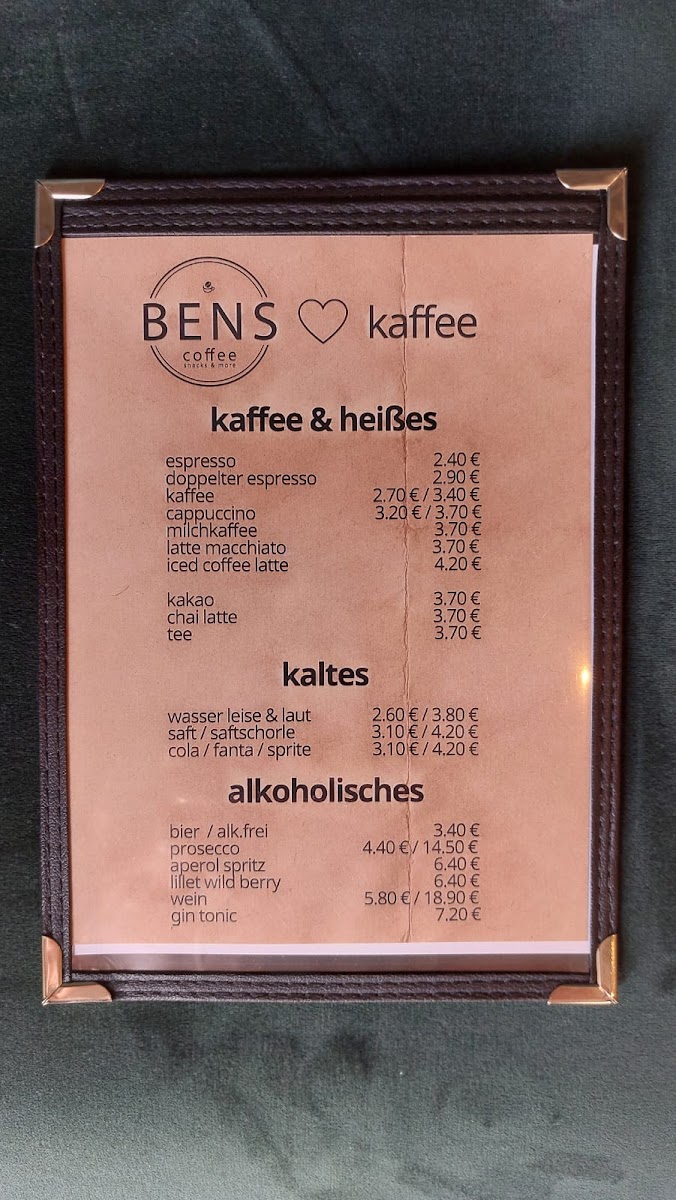 BENS
coffee
snacks & more
kaffee
kaffee & heißes
espresso 2.40 €
doppelter espresso 2.90 €
kaffee 2.70 € / 3.40 €
cappuccino 3.20 € / 3.70 €
milchkaffee 3.70 €
latte macchiato 3.70 €
iced coffee latte 4.20 €
kakao 3.70 €
chai latte 3.70 €
tee 3.70 €
kaltes
wasser leise & laut 2.60 € / 3.80 €
saft / saftschorle 3.10 € / 4.20 €
cola / fanta / sprite 3.10 € / 4.20 €
alkoholisches
bier / alk.frei 3.40 €
prosecco 4.40 € / 14.50 €
aperol spritz 6.40 €
lillet wild berry 6.40 €
wein 5.80 € / 18.90 €
gin tonic 7.20 €